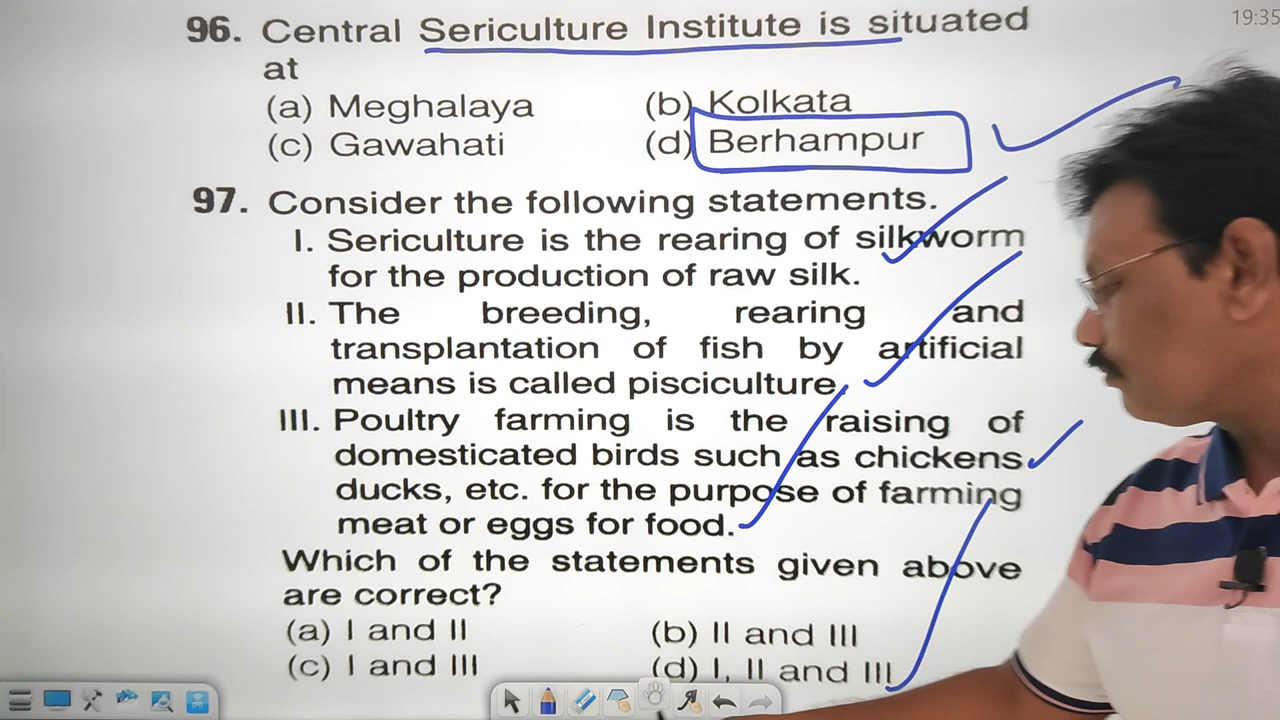 19:35
96. Central Sericulture Institute is situated
at
(a) Meghalaya (b) Kolkata
(c) Gawahati (d) Berhampur
97. Consider the following statements.
I. Sericulture is the rearing of silkworm
for the production of raw silk.
II. The breeding, rearing and
transplantation of fish by artificial
means is called pisciculture.
III. Poultry farming is the raising of
domesticated birds such as chickens
ducks, etc. for the purpose of farming
meat or eggs for food.
Which of the statements given above
are correct?
(a) I and II (b) II and III
(c) I and III (d) I, II and III